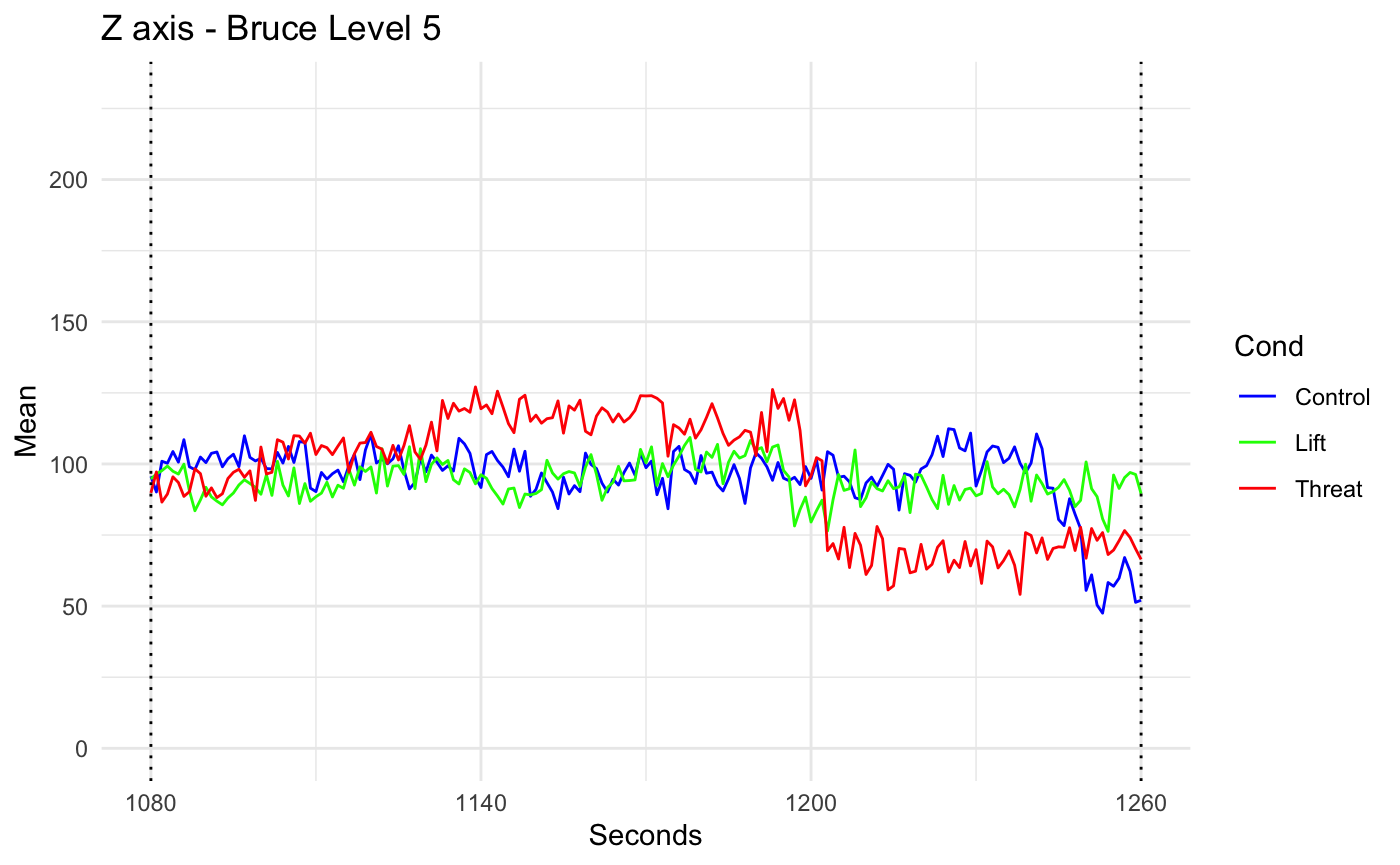 Z axis - Bruce Level 5
200
150
100
50
0
Mean
1080
1140
1200
1260
Seconds
Cond
Control
Lift
Threat